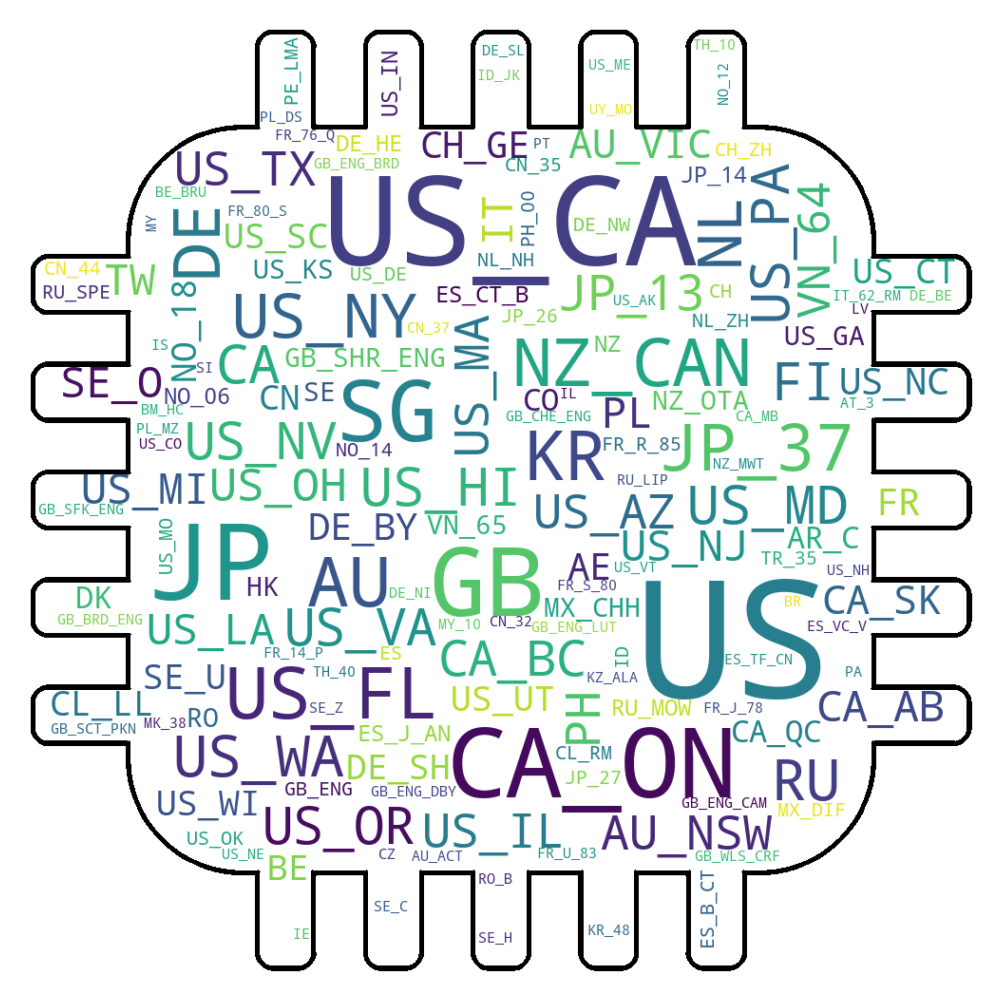 PE_LMA
US_IN
DE_SL
ID_JK
US_ME
TH_10
NO_12
PL_DS
UY_MO
FR_76_Q
DE_HE
CH_GE
PT
AU_VIC
CH_ZH
US_TX
GB_ENG_BRD
CN_35
JP_14
US_PA
BE_BRU
US_CA
MY
DE
FR_80_S
IT
PH_00
DE_NW
NL
VN_64
US_SC
NL_NH
CN_44
TW
US_KS
US_DE
US_CT
RU_SPE
NO_18
US_NY
ES_CT_B
JP_13
US_AK
CH
IT_62_RM
DE_BE
LV
CN_37
JP_26
NL_ZH
US_GA
IS
SI
CA
GB_SHR_ENG
US_MA
NZ_CAN
NZ
SE_O
NO_06
CN
SE
SG
CO
IL
PL
NZ_OTA
FI
US_NC
AT_3
BM_HC
PL_MZ
US_CO
US_NV
NO_14
GB_CHE_ENG
CA_MB
KR
FR_R_85
JP_37
NZ_MWT
RU_LIP
US_MI
US_OH
US_HI
GB_SFK_ENG
US_AZ
US_MD
FR
US_MO
JP
DE_BY
VN_65
US_NJ
AR_C
TR_35
HK
AU
DE_NI
GB
AE
US_VT
FR_S_80
US_NH
DK
GB_BRD_ENG
US_LA
US_VA
MY_10
CN_32
MX_CHH
GB_ENG_LUT
US
BR
CA_SK
ES_VC_V
FR_14_P
ES
TH_40
CA_BC
ID
KZ_ALA
ES_TF_CN
PA
SE_U
US_FL
SE_Z
US_UT
PH
RU_MOW
FR_J_78
CL_LL
GB_SCT_PKN
MK_38
RO
ES_J_AN
CA_ON
CA_QC
CA_AB
US_WA
DE_SH
CL_RM
JP_27
RU
GB_ENG
GB_ENG_DBY
GB_ENG_CAM
MX_DIF
US_WI
US_OR
US_IL
AU_NSW
US_OK
US_NE
BE
CZ
AU_ACT
FR_U_83
GB_WLS_CRF
RO_B
SE_C
ES_B_CT
IE
SE_H
KR_48